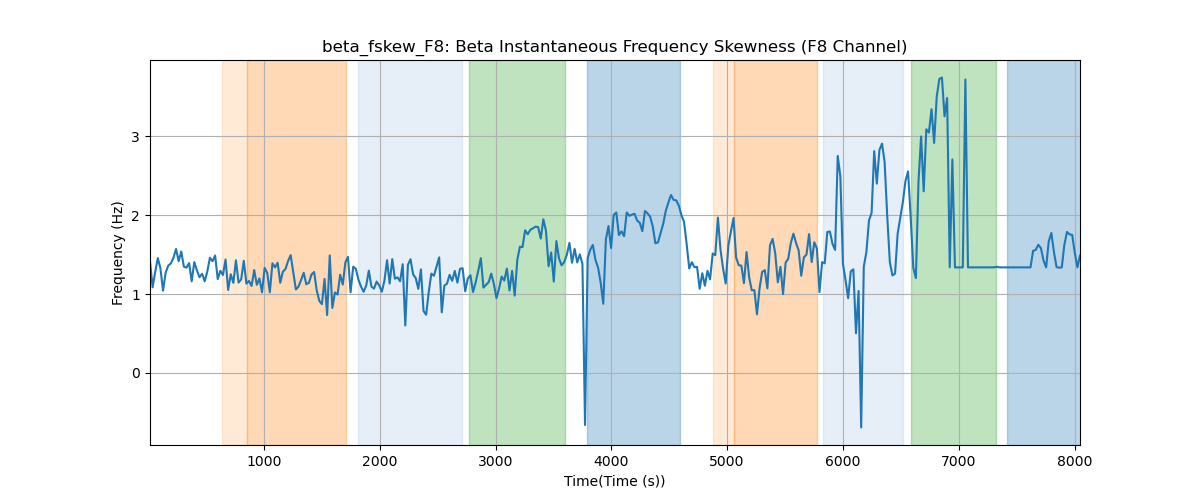 beta_fskew_F8: Beta Instantaneous Frequency Skewness (F8 Channel)
Frequency (Hz)
3
2
1
0
1000 2000 3000 4000 5000 6000 7000 8000
Time(Time (s))